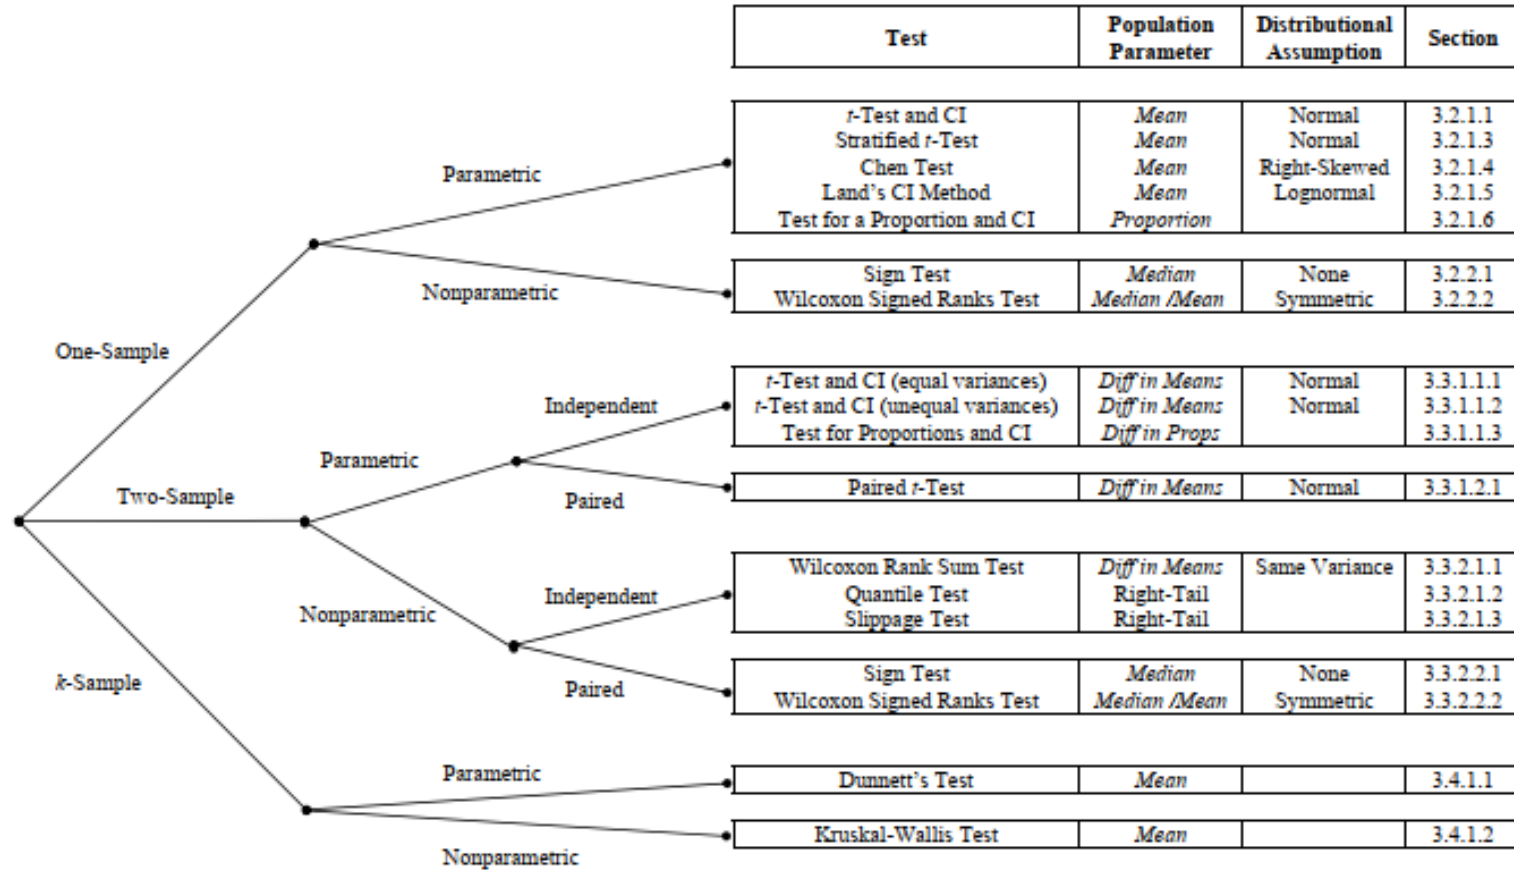 Test Population Parameter Distributional Assumption Section
t-Test and CI Mean Normal 3.2.1.1
Stratified t-Test Mean Normal 3.2.1.3
Chen Test Mean Right-Skewed 3.2.1.4
Land's CI Method Mean Lognormal 3.2.1.5
Test for a Proportion and CI Proportion 3.2.1.6
Parametric
Sign Test Median None 3.2.2.1
Wilcoxon Signed Ranks Test Median /Mean Symmetric 3.2.2.2
Nonparametric
One-Sample
t-Test and CI (equal variances) Diff in Means Normal 3.3.1.1.1
t-Test and CI (unequal variances) Diff in Means Normal 3.3.1.1.2
Test for Proportions and CI Diff in Props 3.3.1.1.3
Independent
Parametric
Paired t-Test Diff in Means Normal 3.3.1.2.1
Paired
Two-Sample
Wilcoxon Rank Sum Test Diff in Means Same Variance 3.3.2.1.1
Quantile Test Right-Tail 3.3.2.1.2
Slippage Test Right-Tail 3.3.2.1.3
Independent
Nonparametric
Sign Test Median None 3.3.2.2.1
Wilcoxon Signed Ranks Test Median /Mean Symmetric 3.3.2.2.2
Paired
k-Sample
Parametric
Dunnett's Test Mean 3.4.1.1
Kruskal-Wallis Test Mean 3.4.1.2
Nonparametric